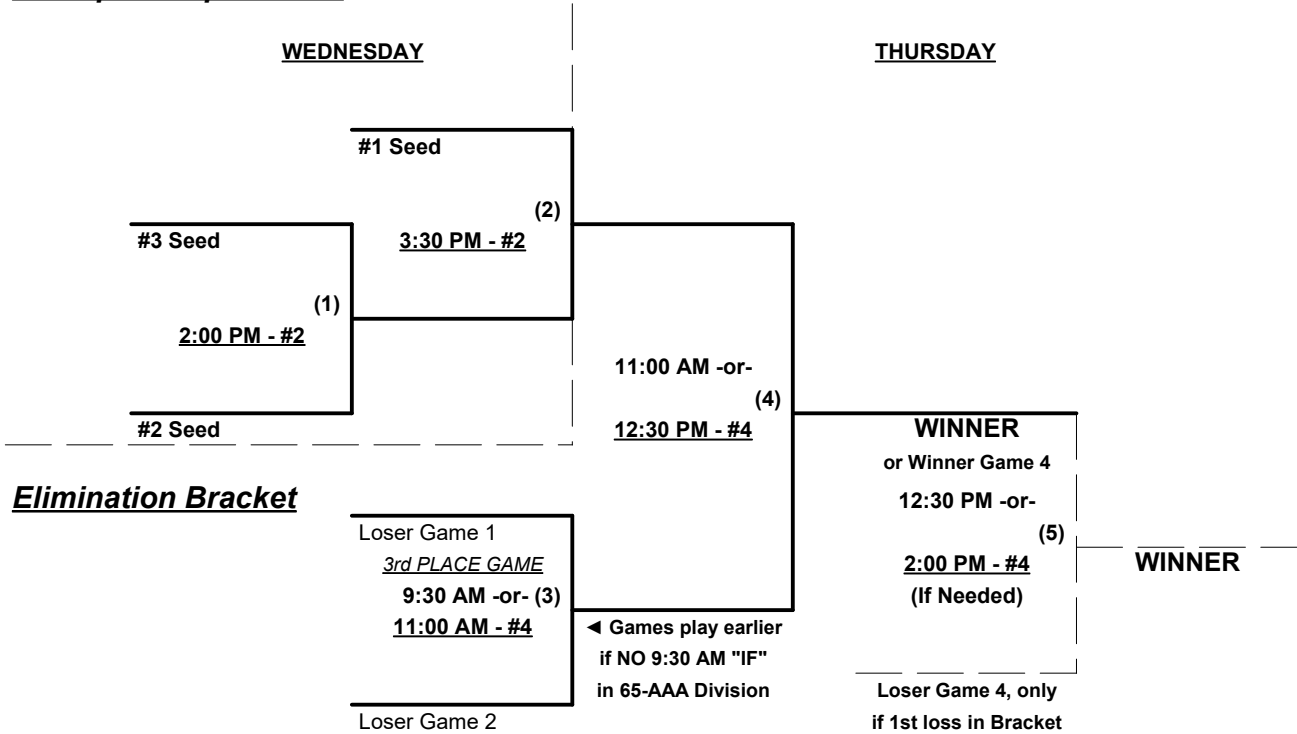 WEDNESDAY
THURSDAY
#1 Seed
(2)
#3 Seed
3:30 PM - #2
(1)
2:00 PM - #2
11:00 AM -or-
(4)
12:30 PM - #4
#2 Seed
WINNER
or Winner Game 4
12:30 PM -or-
(5)
2:00 PM - #4
(If Needed)
WINNER
Elimination Bracket
Loser Game 1
3rd PLACE GAME
9:30 AM -or- (3)
11:00 AM - #4
◄ Games play earlier
if NO 9:30 AM "IF"
in 65-AAA Division
Loser Game 4, only
if 1st loss in Bracket
Loser Game 2